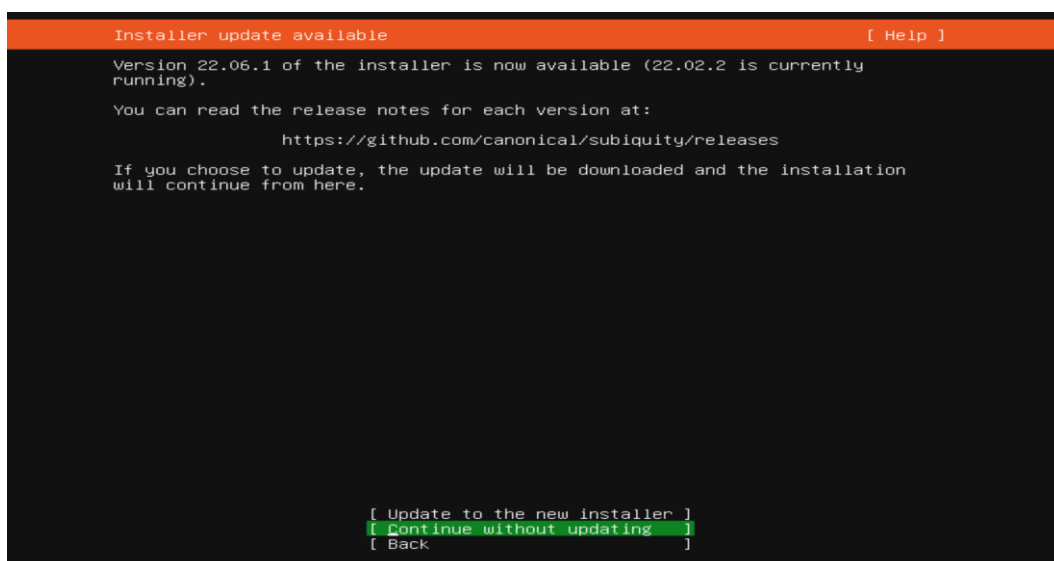 Installer update available [ Help ]
Version 22.06.1 of the installer is now available (22.02.2 is currently
running).
You can read the release notes for each version at:
https://github.com/canonical/subiquity/releases
If you choose to update, the update will be downloaded and the installation
will continue from here.
[ Update to the new installer ]
[ Continue without updating ]
[ Back ]